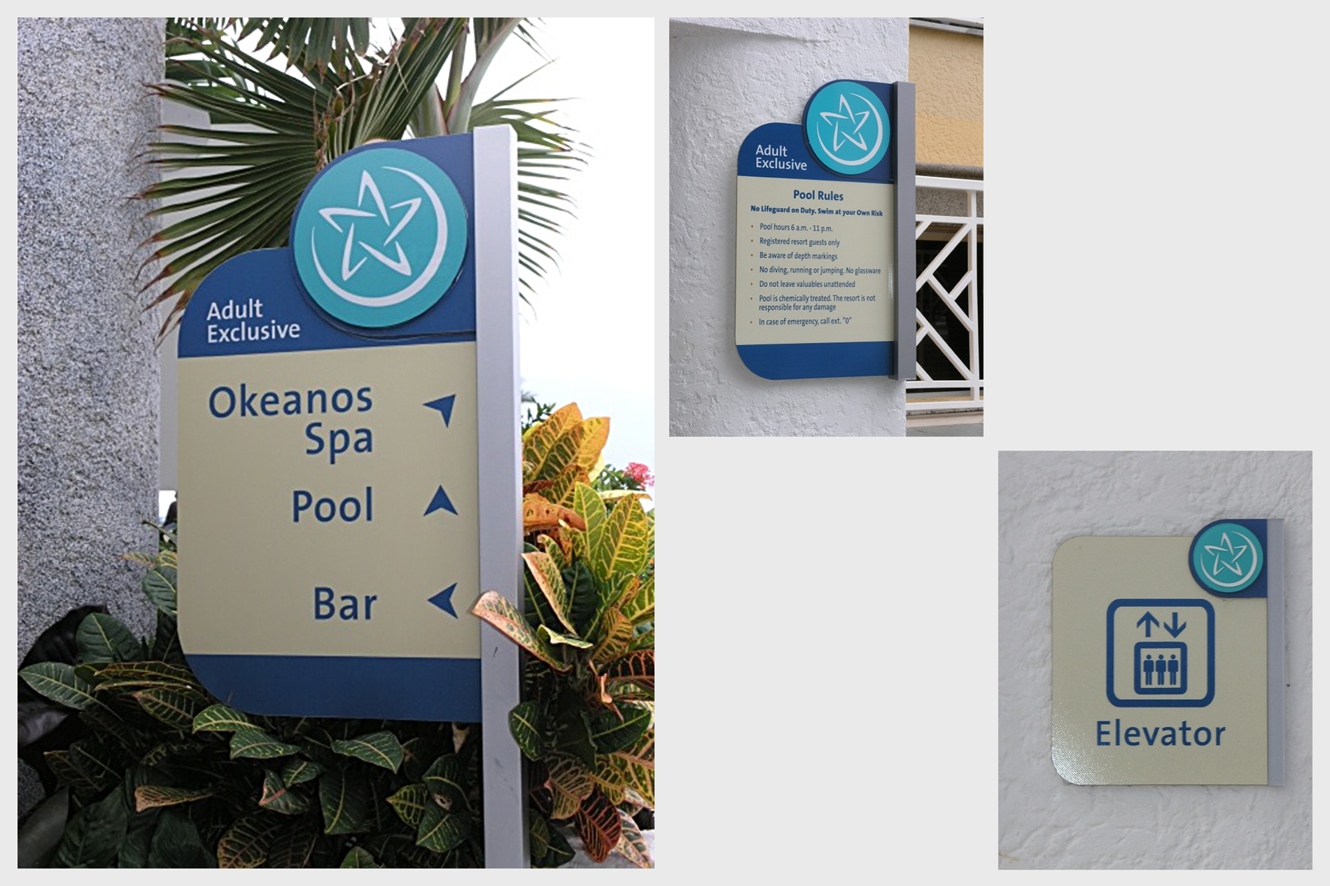 Adult
Exclusive
Okeanos
Spa
Pool
Bar
Adult
Exclusive
Pool Rules
No Lifeguard on Duty. Swim at your Own Risk
• Pool hours 6 a.m. - 11 p.m.
• Registered resort guests only
• Be aware of depth markings
• No diving, running or jumping. No glassware
• Do not leave valuables unattended
• Pool is chemically treated. The resort is not
responsible for any damage
• In case of emergency, call ext. "0"
Elevator